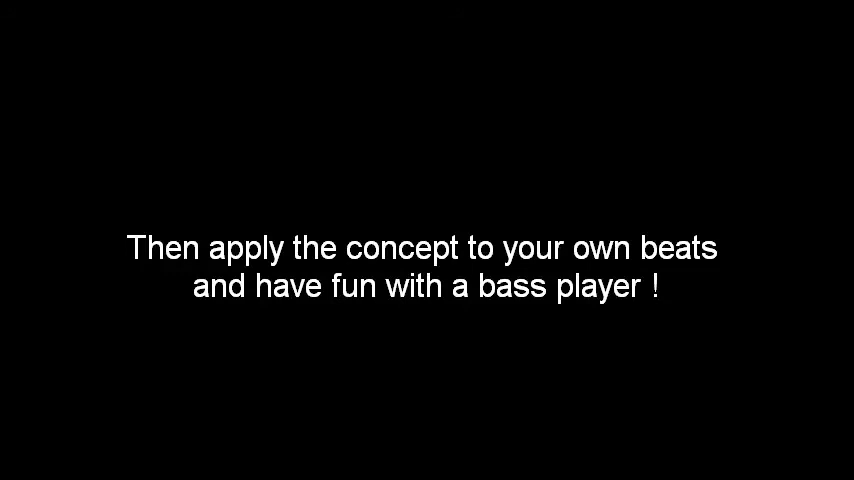 Then apply the concept to your own beats
and have fun with a bass player !